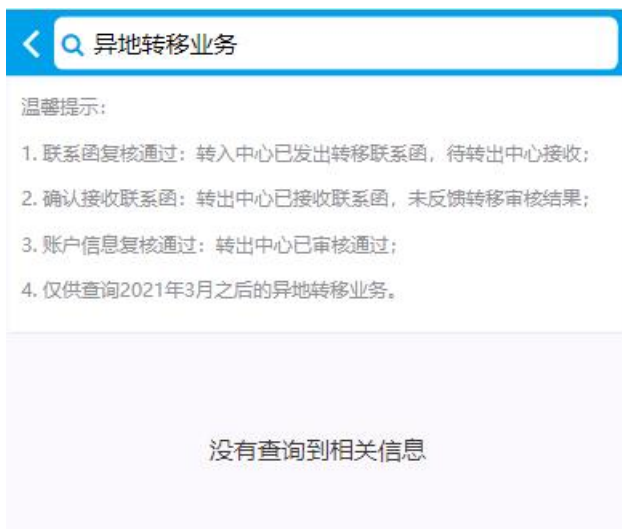 异地转移业务
温馨提示：
1. 联系函复核通过：转入中心已发出转移联系函，待转出中心接收；
2. 确认接收联系函：转出中心已接收联系函，未反馈转移审核结果；
3. 账户信息复核通过：转出中心已审核通过；
4. 仅供查询2021年3月之后的异地转移业务。
没有查询到相关信息